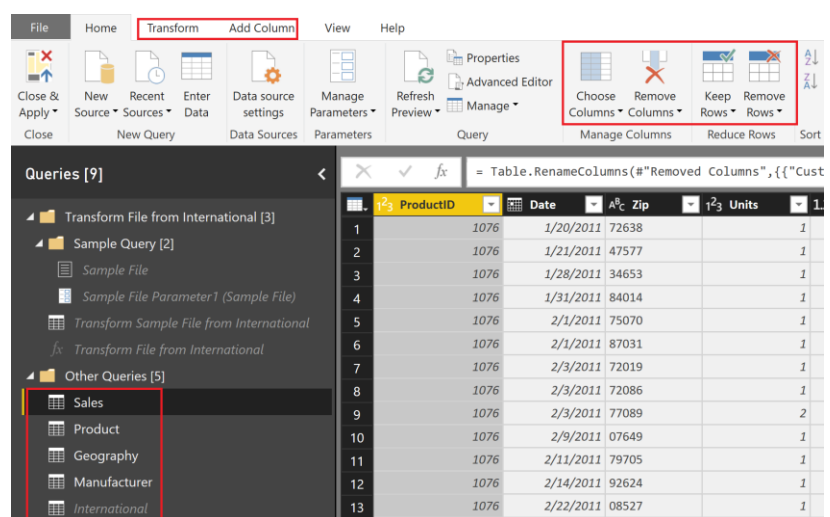 File Home Transform Add Column View Help
Close & Apply New Source Recent Sources Enter Data Data source settings Manage Parameters Refresh Preview Properties Advanced Editor Manage Choose Columns Remove Columns Keep Rows Remove Rows
Close New Query Data Sources Parameters Query Manage Columns Reduce Rows Sort
Queries [9]
fx = Table.RenameColumns(#"Removed Columns",{{"Cust
Transform File from International [3]
Sample Query [2]
Sample File
Sample File Parameter1 (Sample File)
Transform Sample File from International
fx Transform File from International
Other Queries [5]
Sales
Product
Geography
Manufacturer
International
123 ProductID Date ABC Zip 123 Units 1.
1 1076 1/20/2011 72638 1
2 1076 1/21/2011 47577 1
3 1076 1/28/2011 34653 1
4 1076 1/31/2011 84014 1
5 1076 2/1/2011 75070 1
6 1076 2/1/2011 87031 1
7 1076 2/3/2011 72019 1
8 1076 2/3/2011 72086 1
9 1076 2/3/2011 77089 2
10 1076 2/9/2011 07649 1
11 1076 2/11/2011 79705 1
12 1076 2/14/2011 92624 1
13 1076 2/22/2011 08527 1